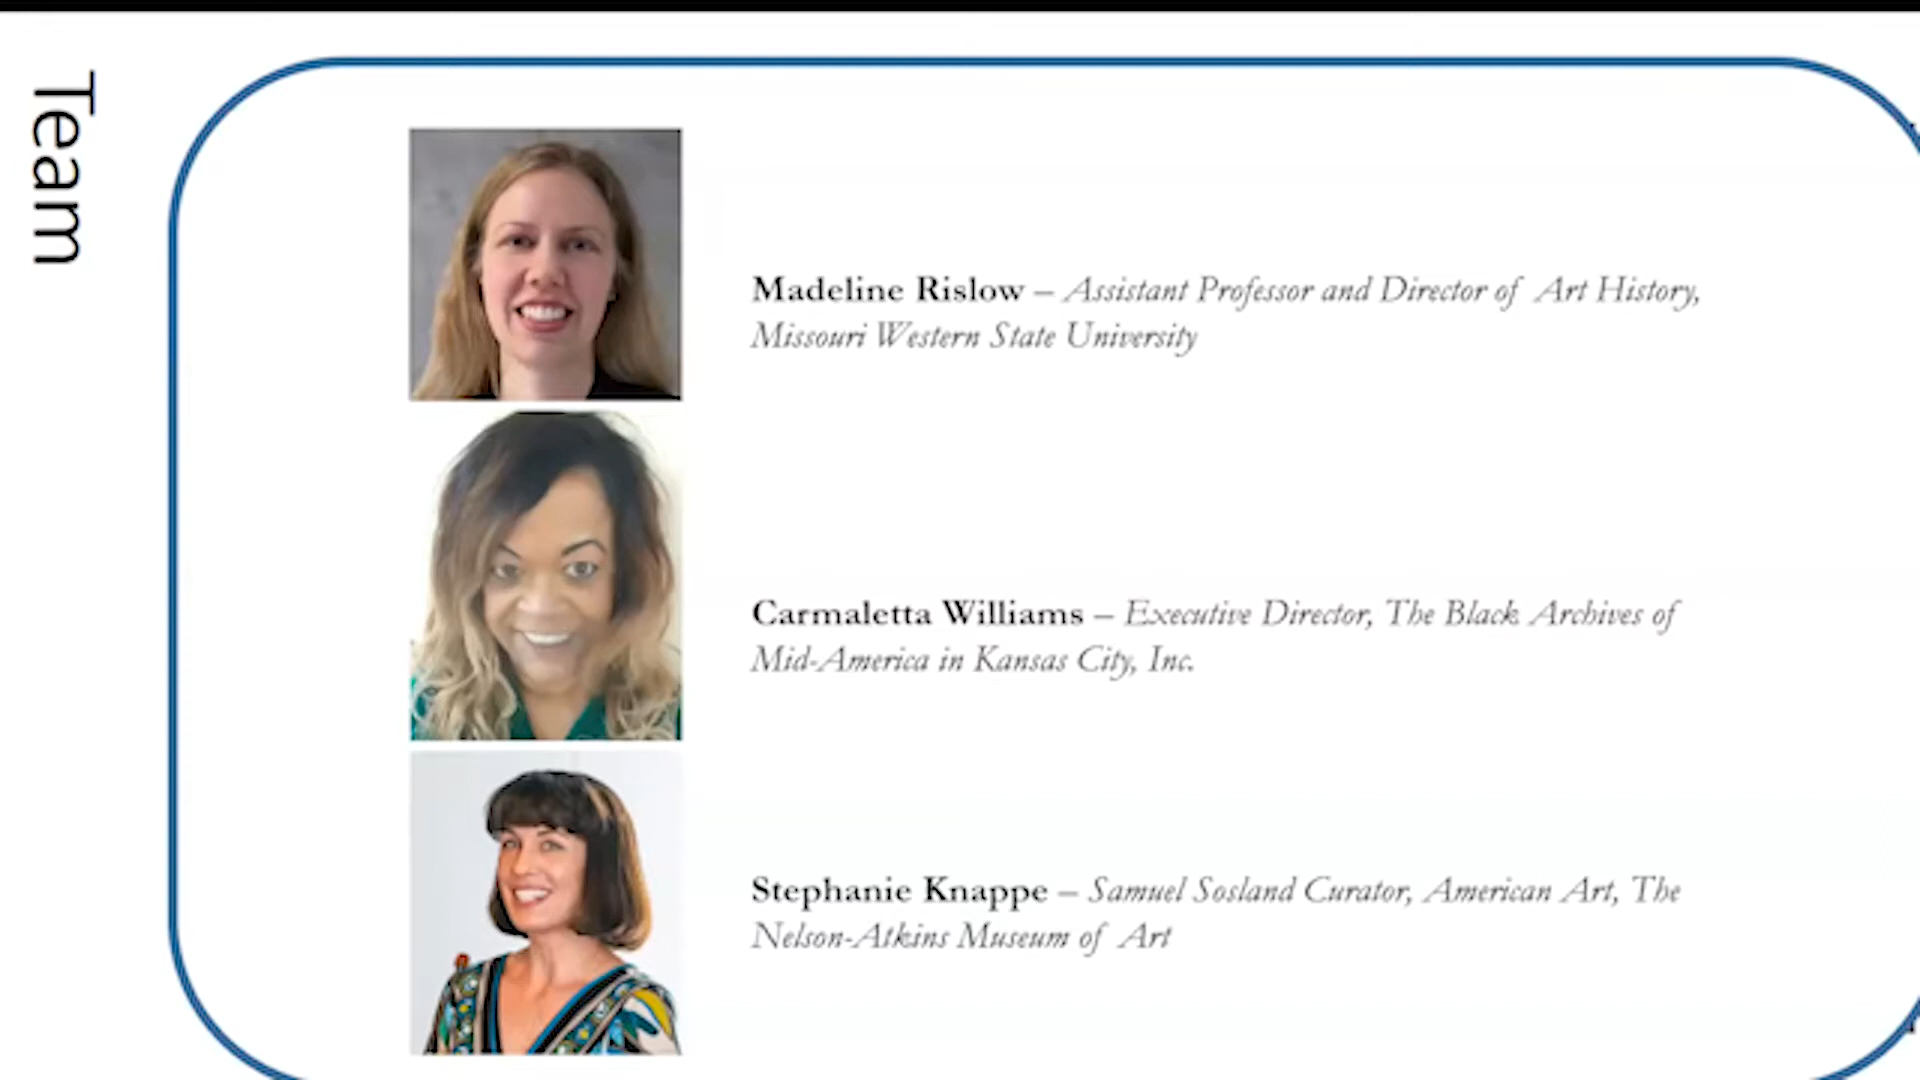 Team
Madeline Rislow – Assistant Professor and Director of Art History,
Missouri Western State University
Carmaletta Williams – Executive Director, The Black Archives of
Mid-America in Kansas City, Inc.
Stephanie Knappe – Samuel Sosland Curator, American Art, The
Nelson-Atkins Museum of Art